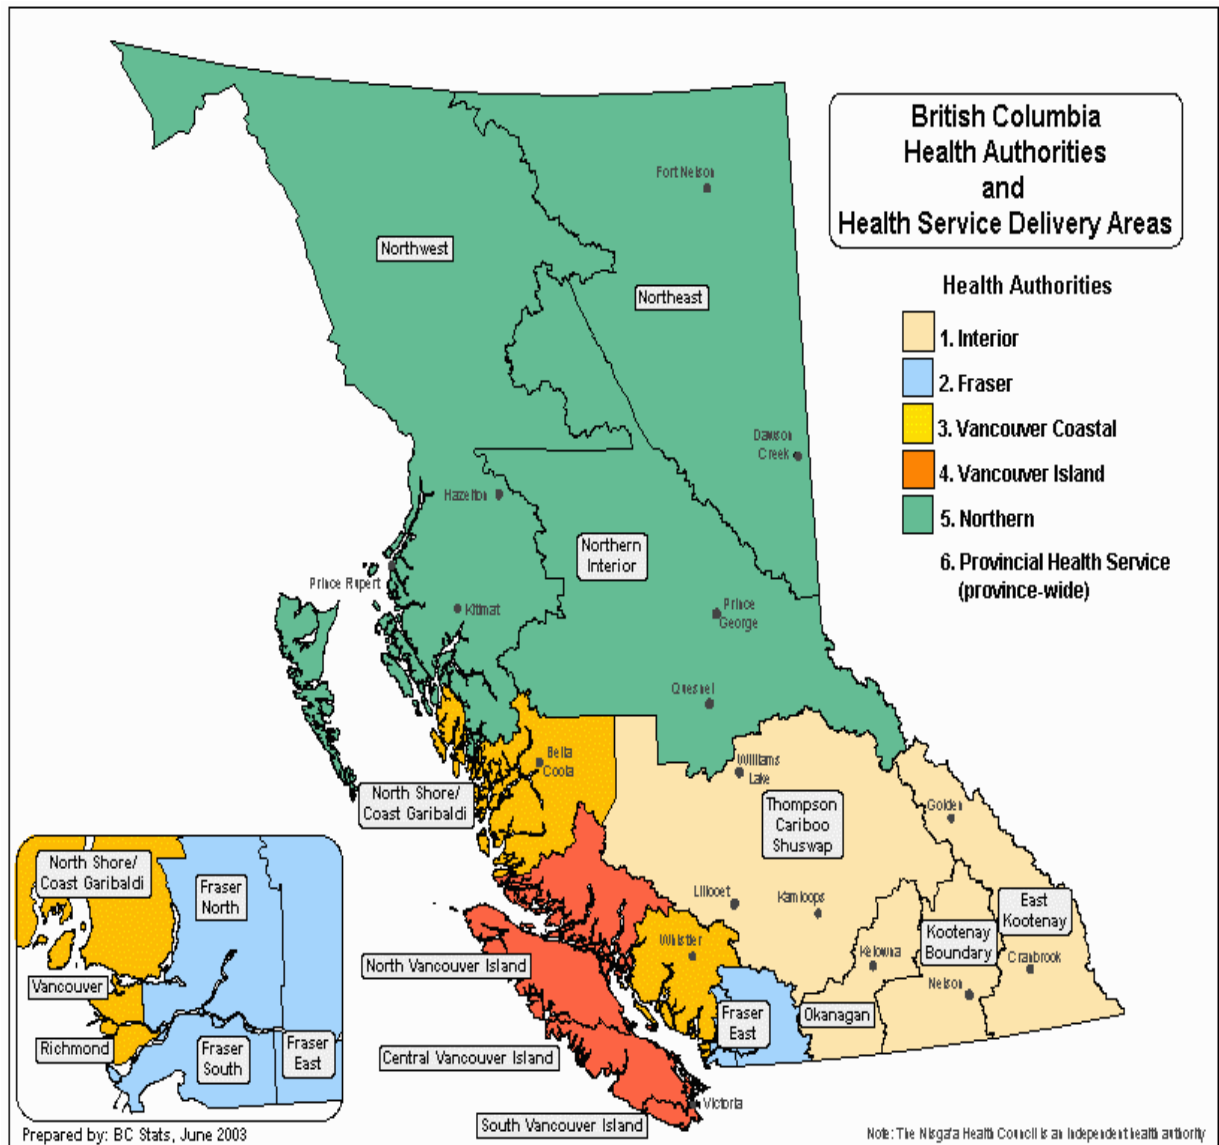 British Columbia
Health Authorities
and
Health Service Delivery Areas
Health Authorities
1. Interior
2. Fraser
3. Vancouver Coastal
4. Vancouver Island
5. Northern
6. Provincial Health Service
(province-wide)
Fort Nelson
Northwest
Northeast
Dawson
Creek
Hazelton
Northern
Interior
Prince Rupert
Kitimat
Prince
George
Quesnel
Bella
Coola
Williams
Lake
North Shore/
Coast Garibaldi
Thompson
Cariboo
Shuswap
Golden
Lillooet
Kamloops
East
Kootenay
Kootenay
Boundary
Whistler
Kelowna
Cranbrook
Nelson
North Vancouver Island
Okanagan
Fraser
East
Central Vancouver Island
Victoria
South Vancouver Island
North Shore/
Coast Garibaldi
Fraser
North
Vancouver
Richmond
Fraser
South
Fraser
East
Prepared by: BC Stats, June 2003
Note: The Nisga'a Health Council is an independent health authority